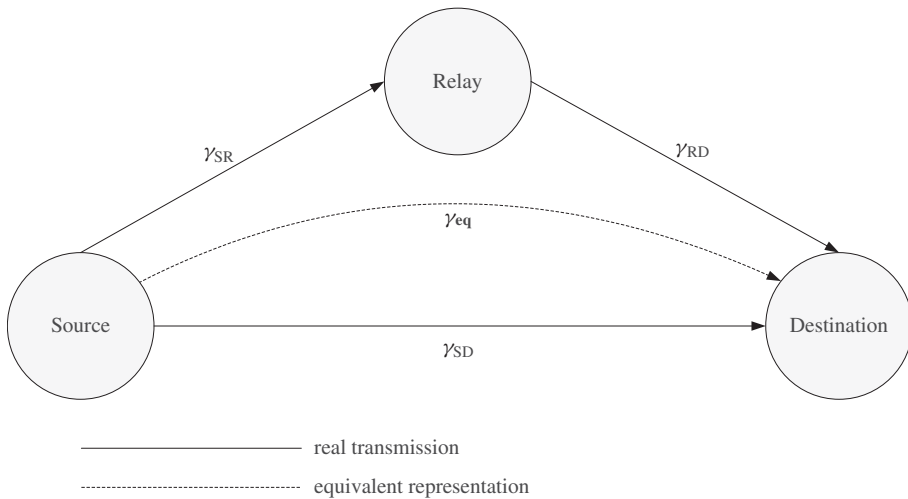 Relay
γSR
γRD
γeq
Source
Destination
γSD
real transmission
equivalent representation